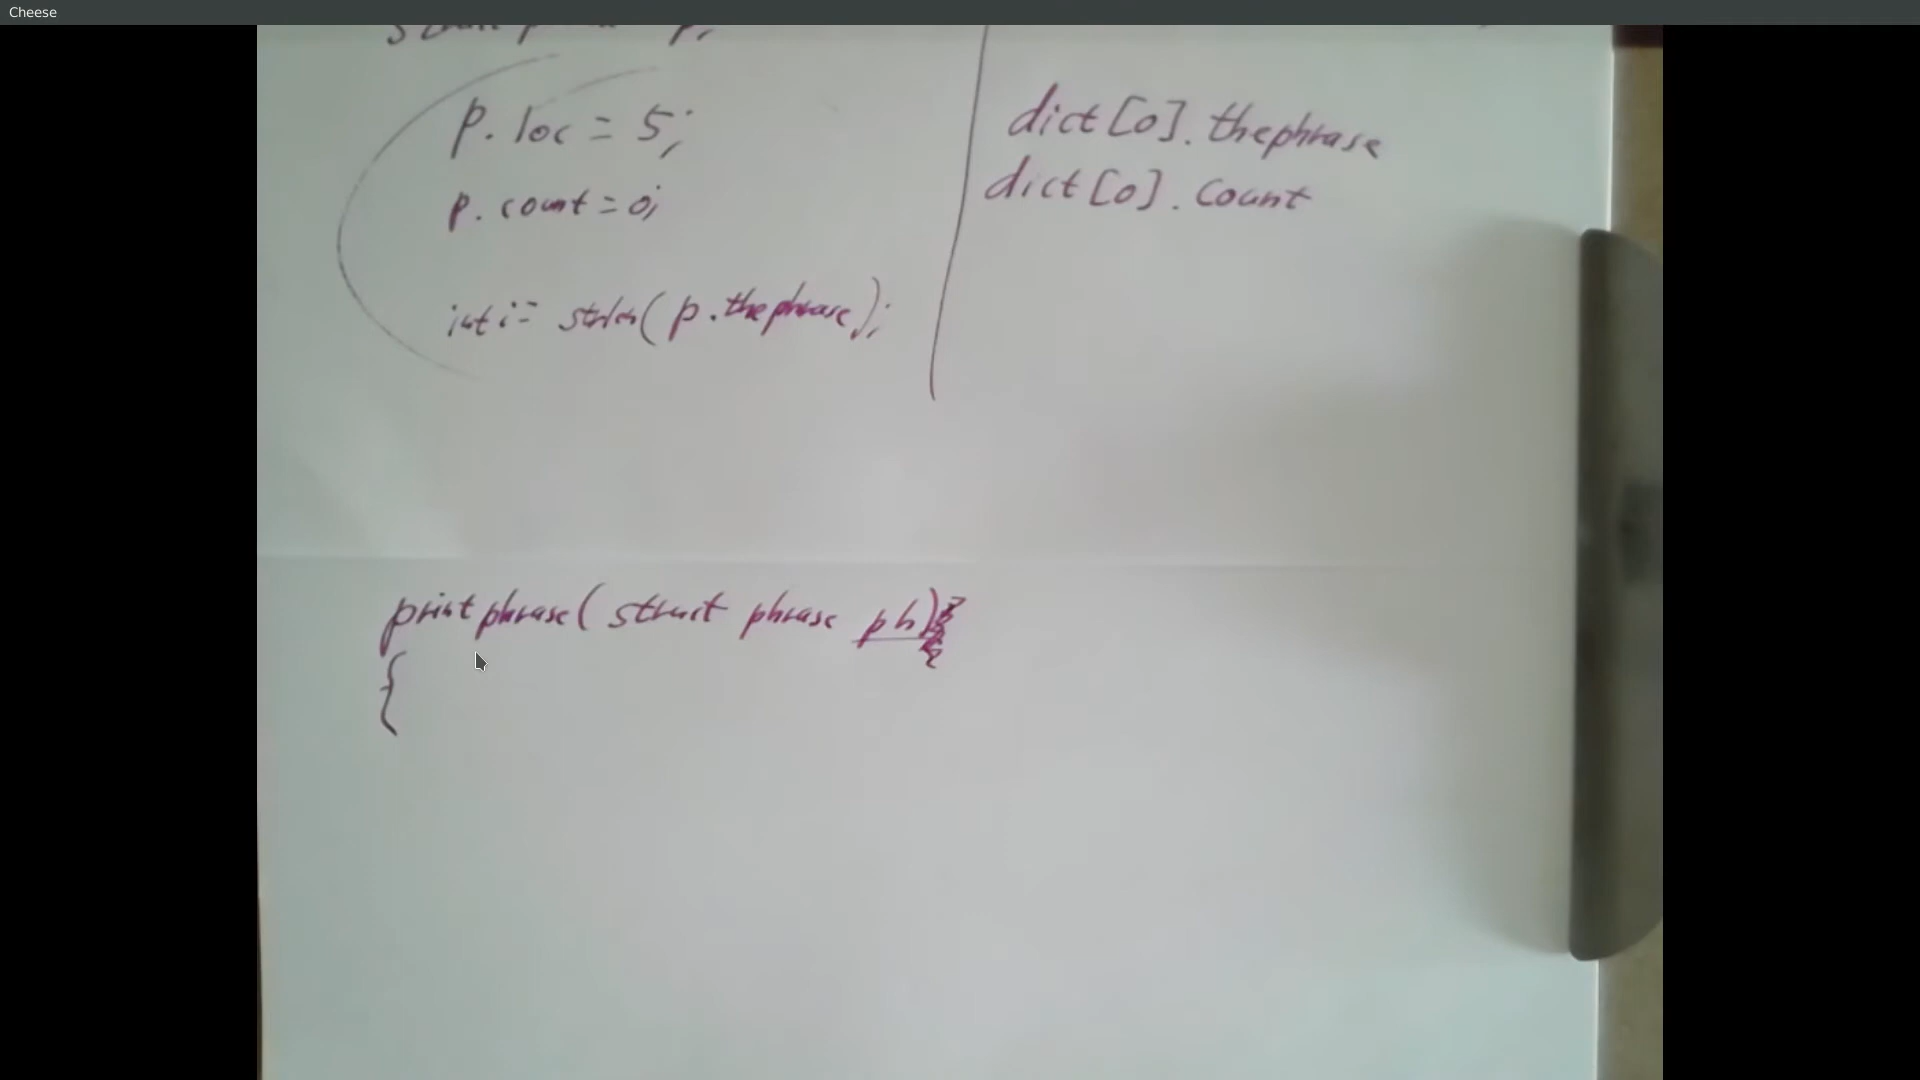 Cheese
p.loc = 5;
p.count = 0;
int i = strlen(p.thephrase);
dict[0].thephrase
dict[0].count
printphrase(struct phrase ph)
{